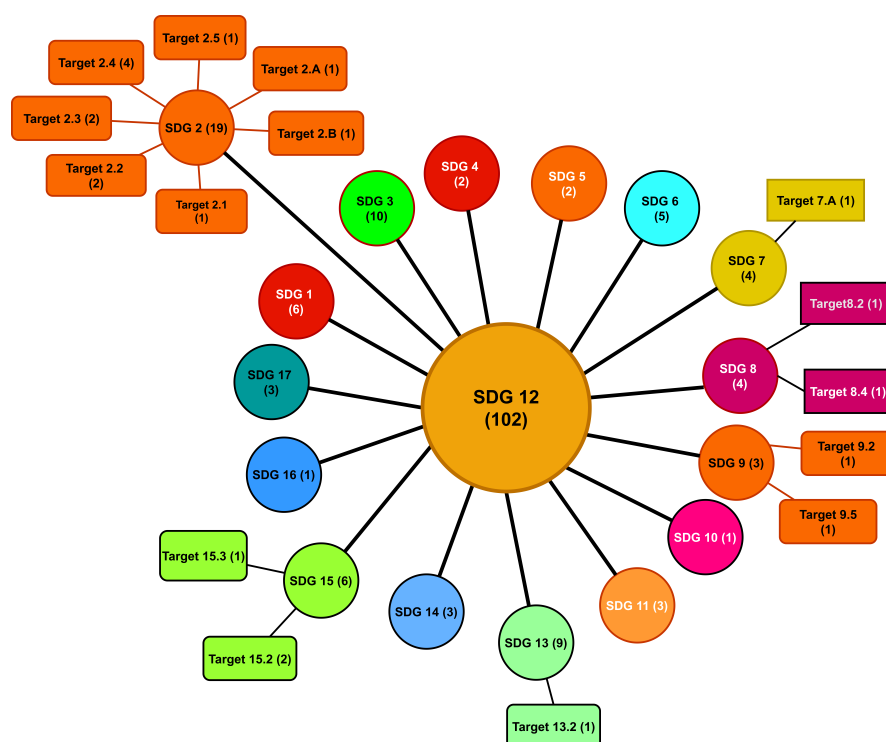 Target 2.5 (1)
Target 2.4 (4)
Target 2.A (1)
Target 2.3 (2)
SDG 2 (19)
Target 2.B (1)
Target 2.2
(2)
Target 2.1
(1)
SDG 3
(10)
SDG 4
(2)
SDG 5
(2)
SDG 6
(5)
Target 7.A (1)
SDG 7
(4)
SDG 1
(6)
Target8.2 (1)
SDG 8
(4)
Target 8.4 (1)
SDG 17
(3)
SDG 12
(102)
Target 9.2
(1)
SDG 9 (3)
Target 9.5
(1)
SDG 16 (1)
SDG 10 (1)
Target 15.3 (1)
SDG 15 (6)
Target 15.2 (2)
SDG 14 (3)
SDG 13 (9)
SDG 11 (3)
Target 13.2 (1)